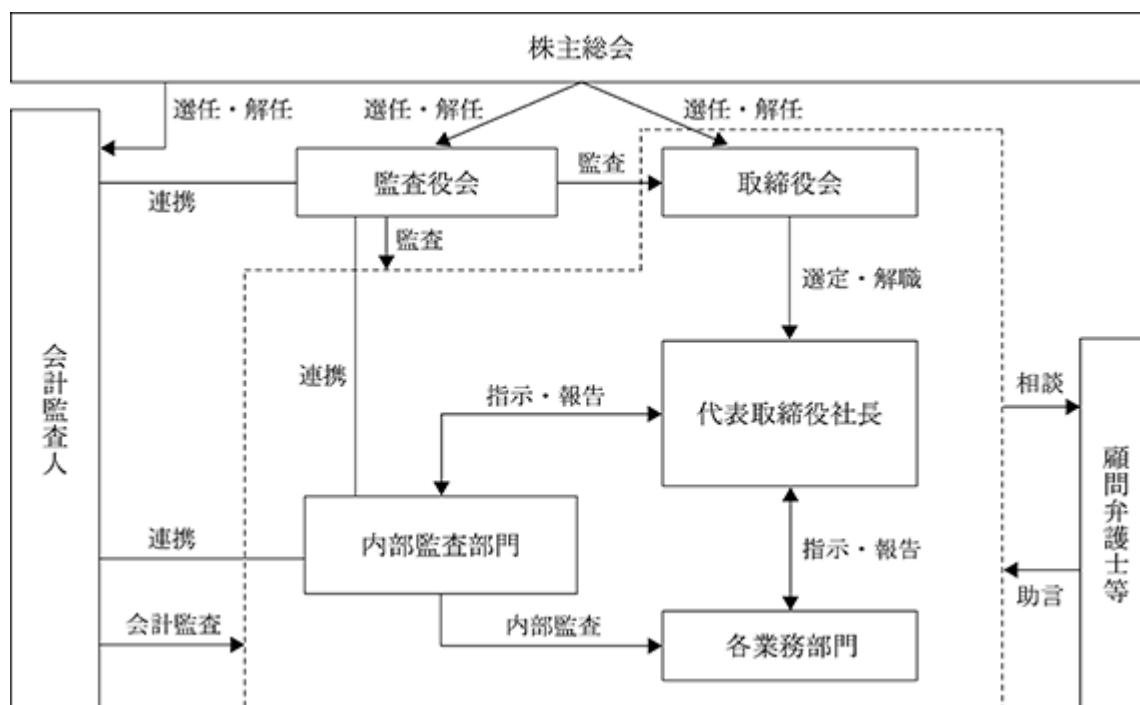 株主総会
選任・解任
選任・解任
選任・解任
監査役会
監査
取締役会
連携
監査
選定・解職
会計監査人
連携
指示・報告
代表取締役社長
相談
顧問弁護士等
内部監査部門
連携
指示・報告
助言
会計監査
内部監査
各業務部門